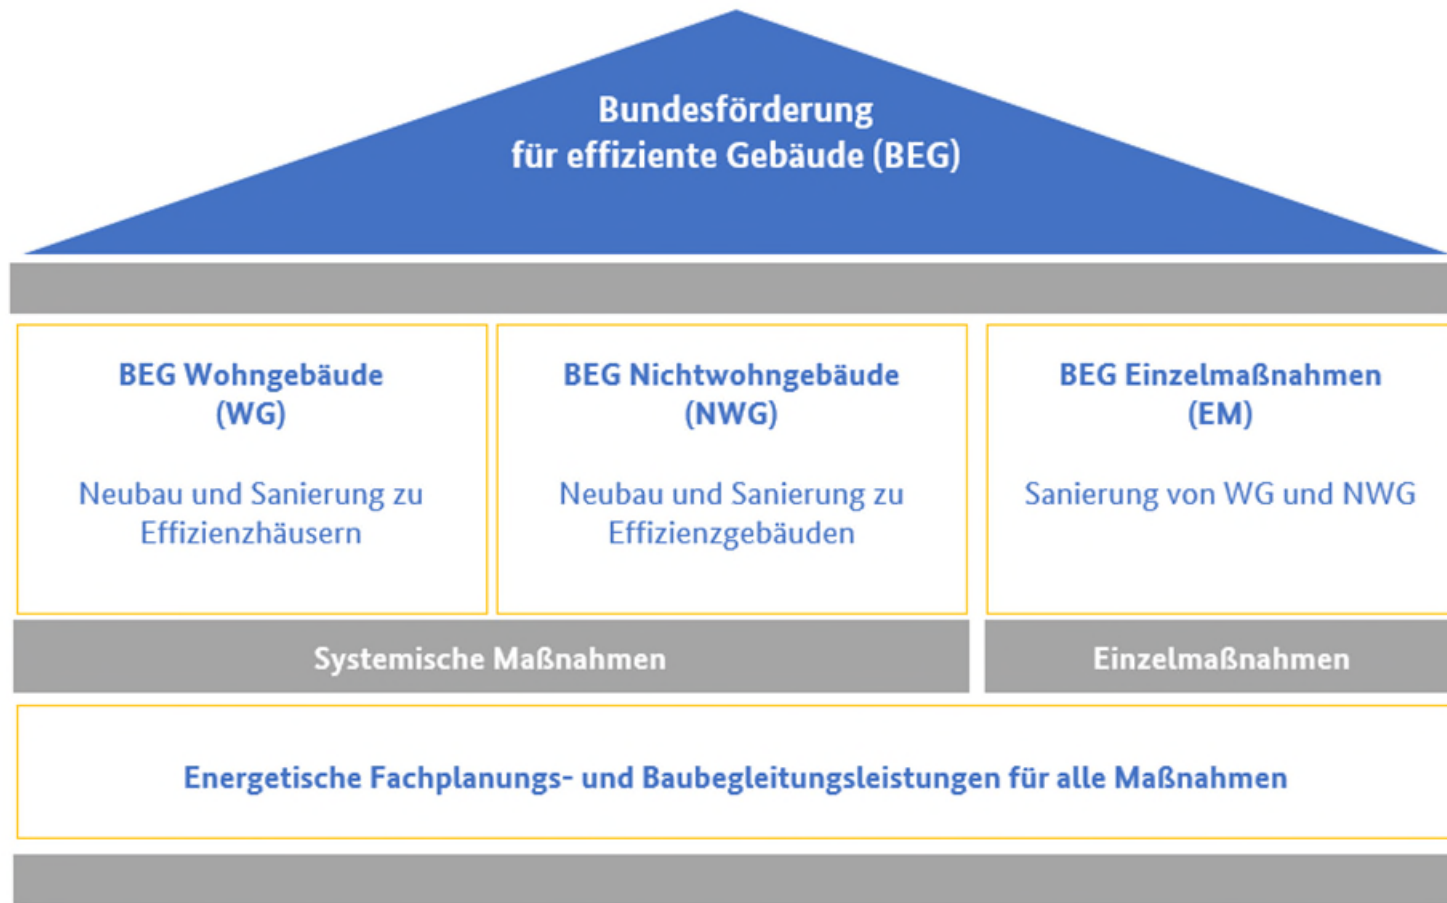 Bundesförderung
für effiziente Gebäude (BEG)
BEG Wohngebäude
(WG)
Neubau und Sanierung zu
Effizienzhäusern
BEG Nichtwohngebäude
(NWG)
Neubau und Sanierung zu
Effizienzgebäuden
BEG Einzelmaßnahmen
(EM)
Sanierung von WG und NWG
Systemische Maßnahmen
Einzelmaßnahmen
Energetische Fachplanungs- und Baubegleitungsleistungen für alle Maßnahmen